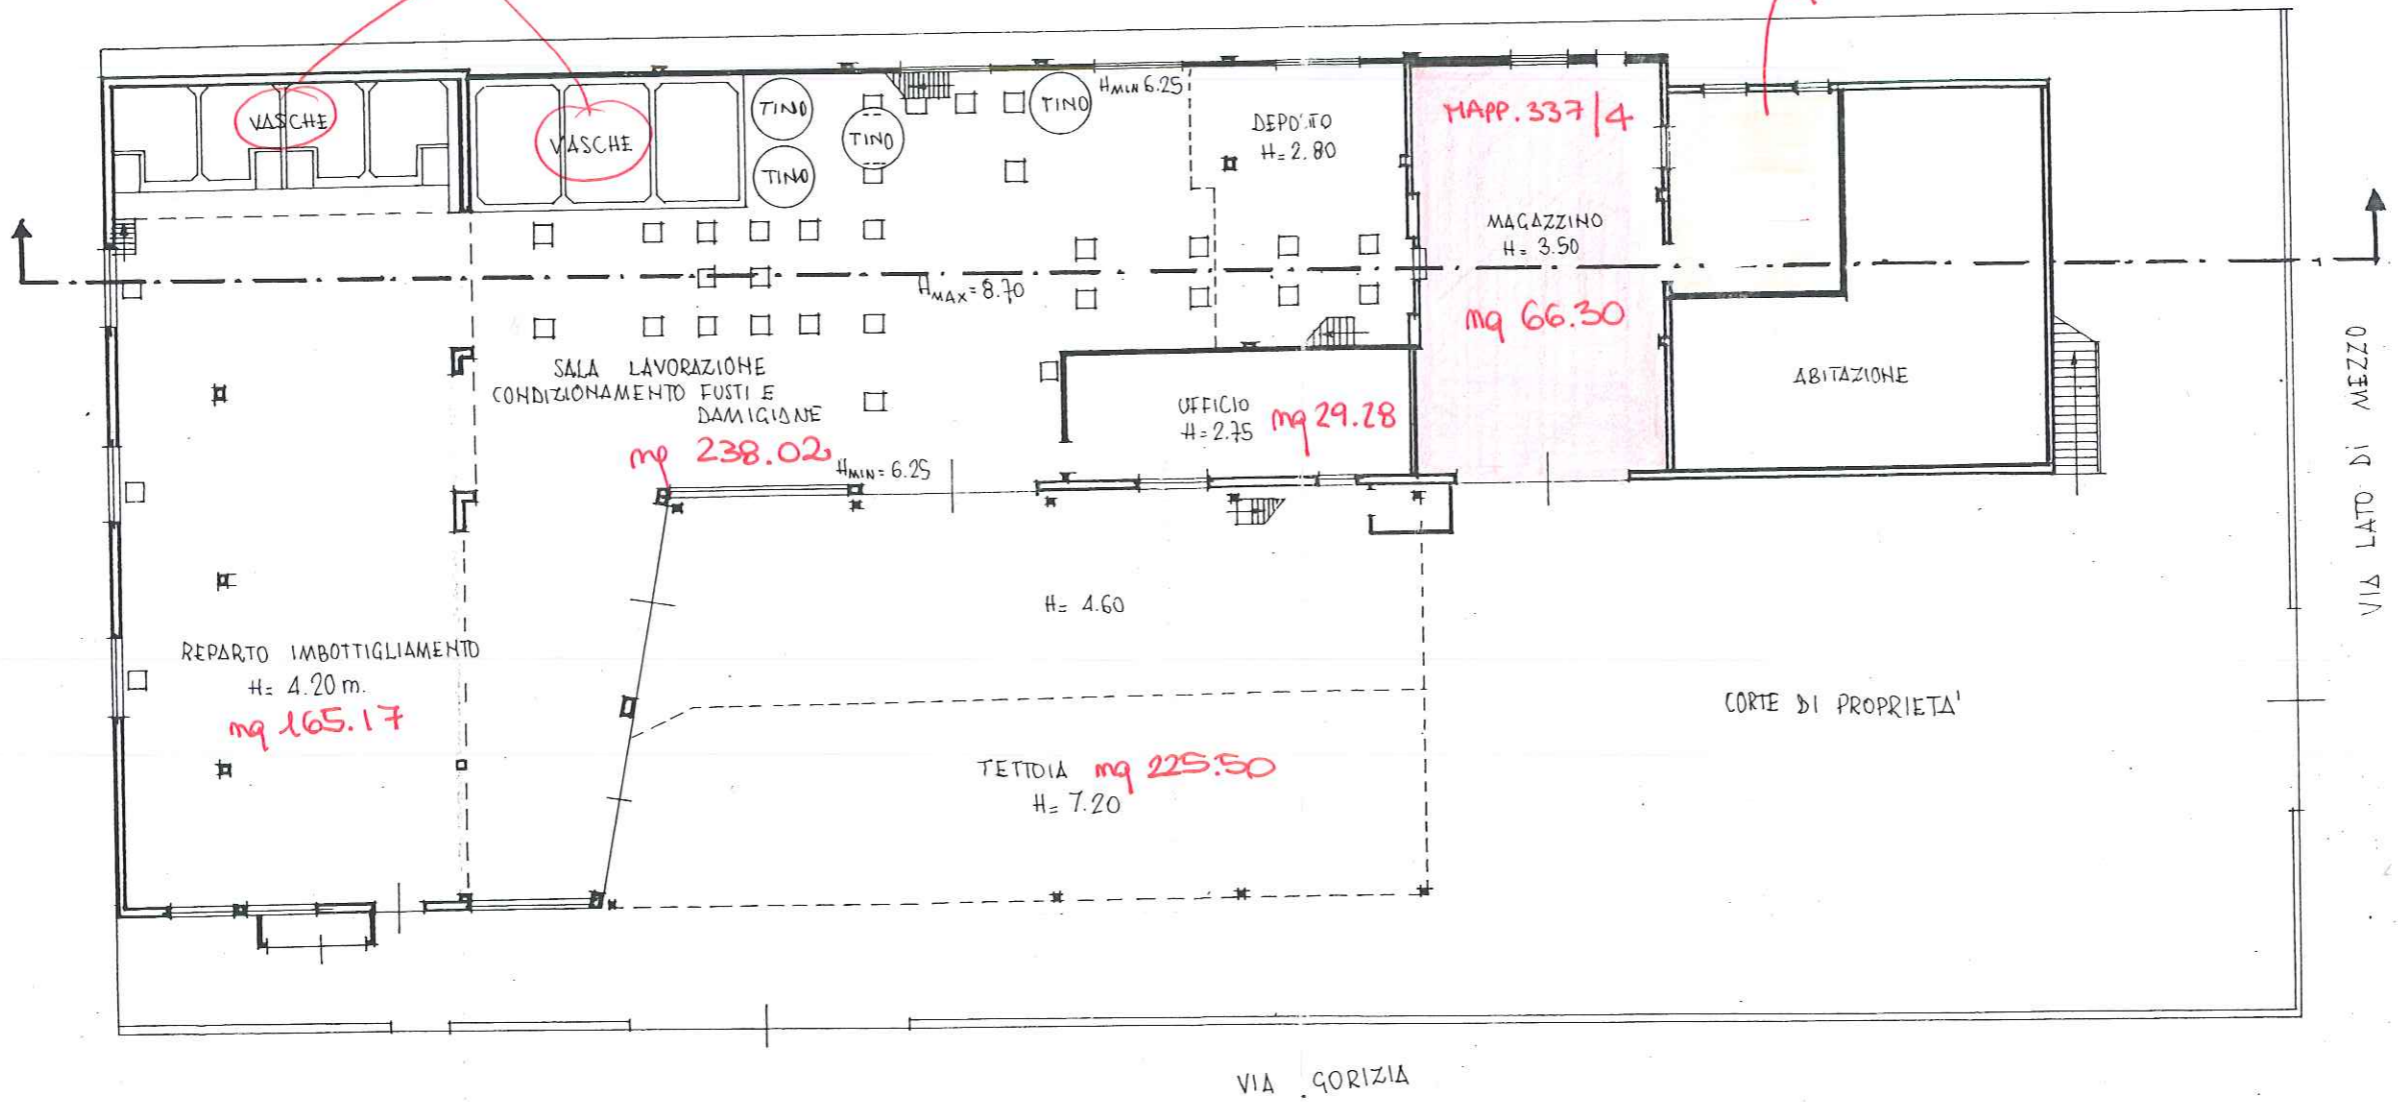 VASCHE
VASCHE
TINO
TINO
TINO
TINO
HMIN 6.25
DEPOSITO
H=2.80
MAPP. 337/4
MAGAZZINO
H= 3.50
mq 66.30
HMAX=8.70
SALA LAVORAZIONE
CONDIZIONAMENTO FUSTI E
DAMIGIANE
mq 238.02
HMIN=6.25
UFFICIO
H=2.75
mq 29.28
ABITAZIONE
VIA LATO DI MEZZO
H= 4.60
REPARTO IMBOTTIGLIAMENTO
H= 4.20 m.
mq 165.17
TETTOIA mq 225.50
H= 7.20
CORTE DI PROPRIETA'
VIA GORIZIA